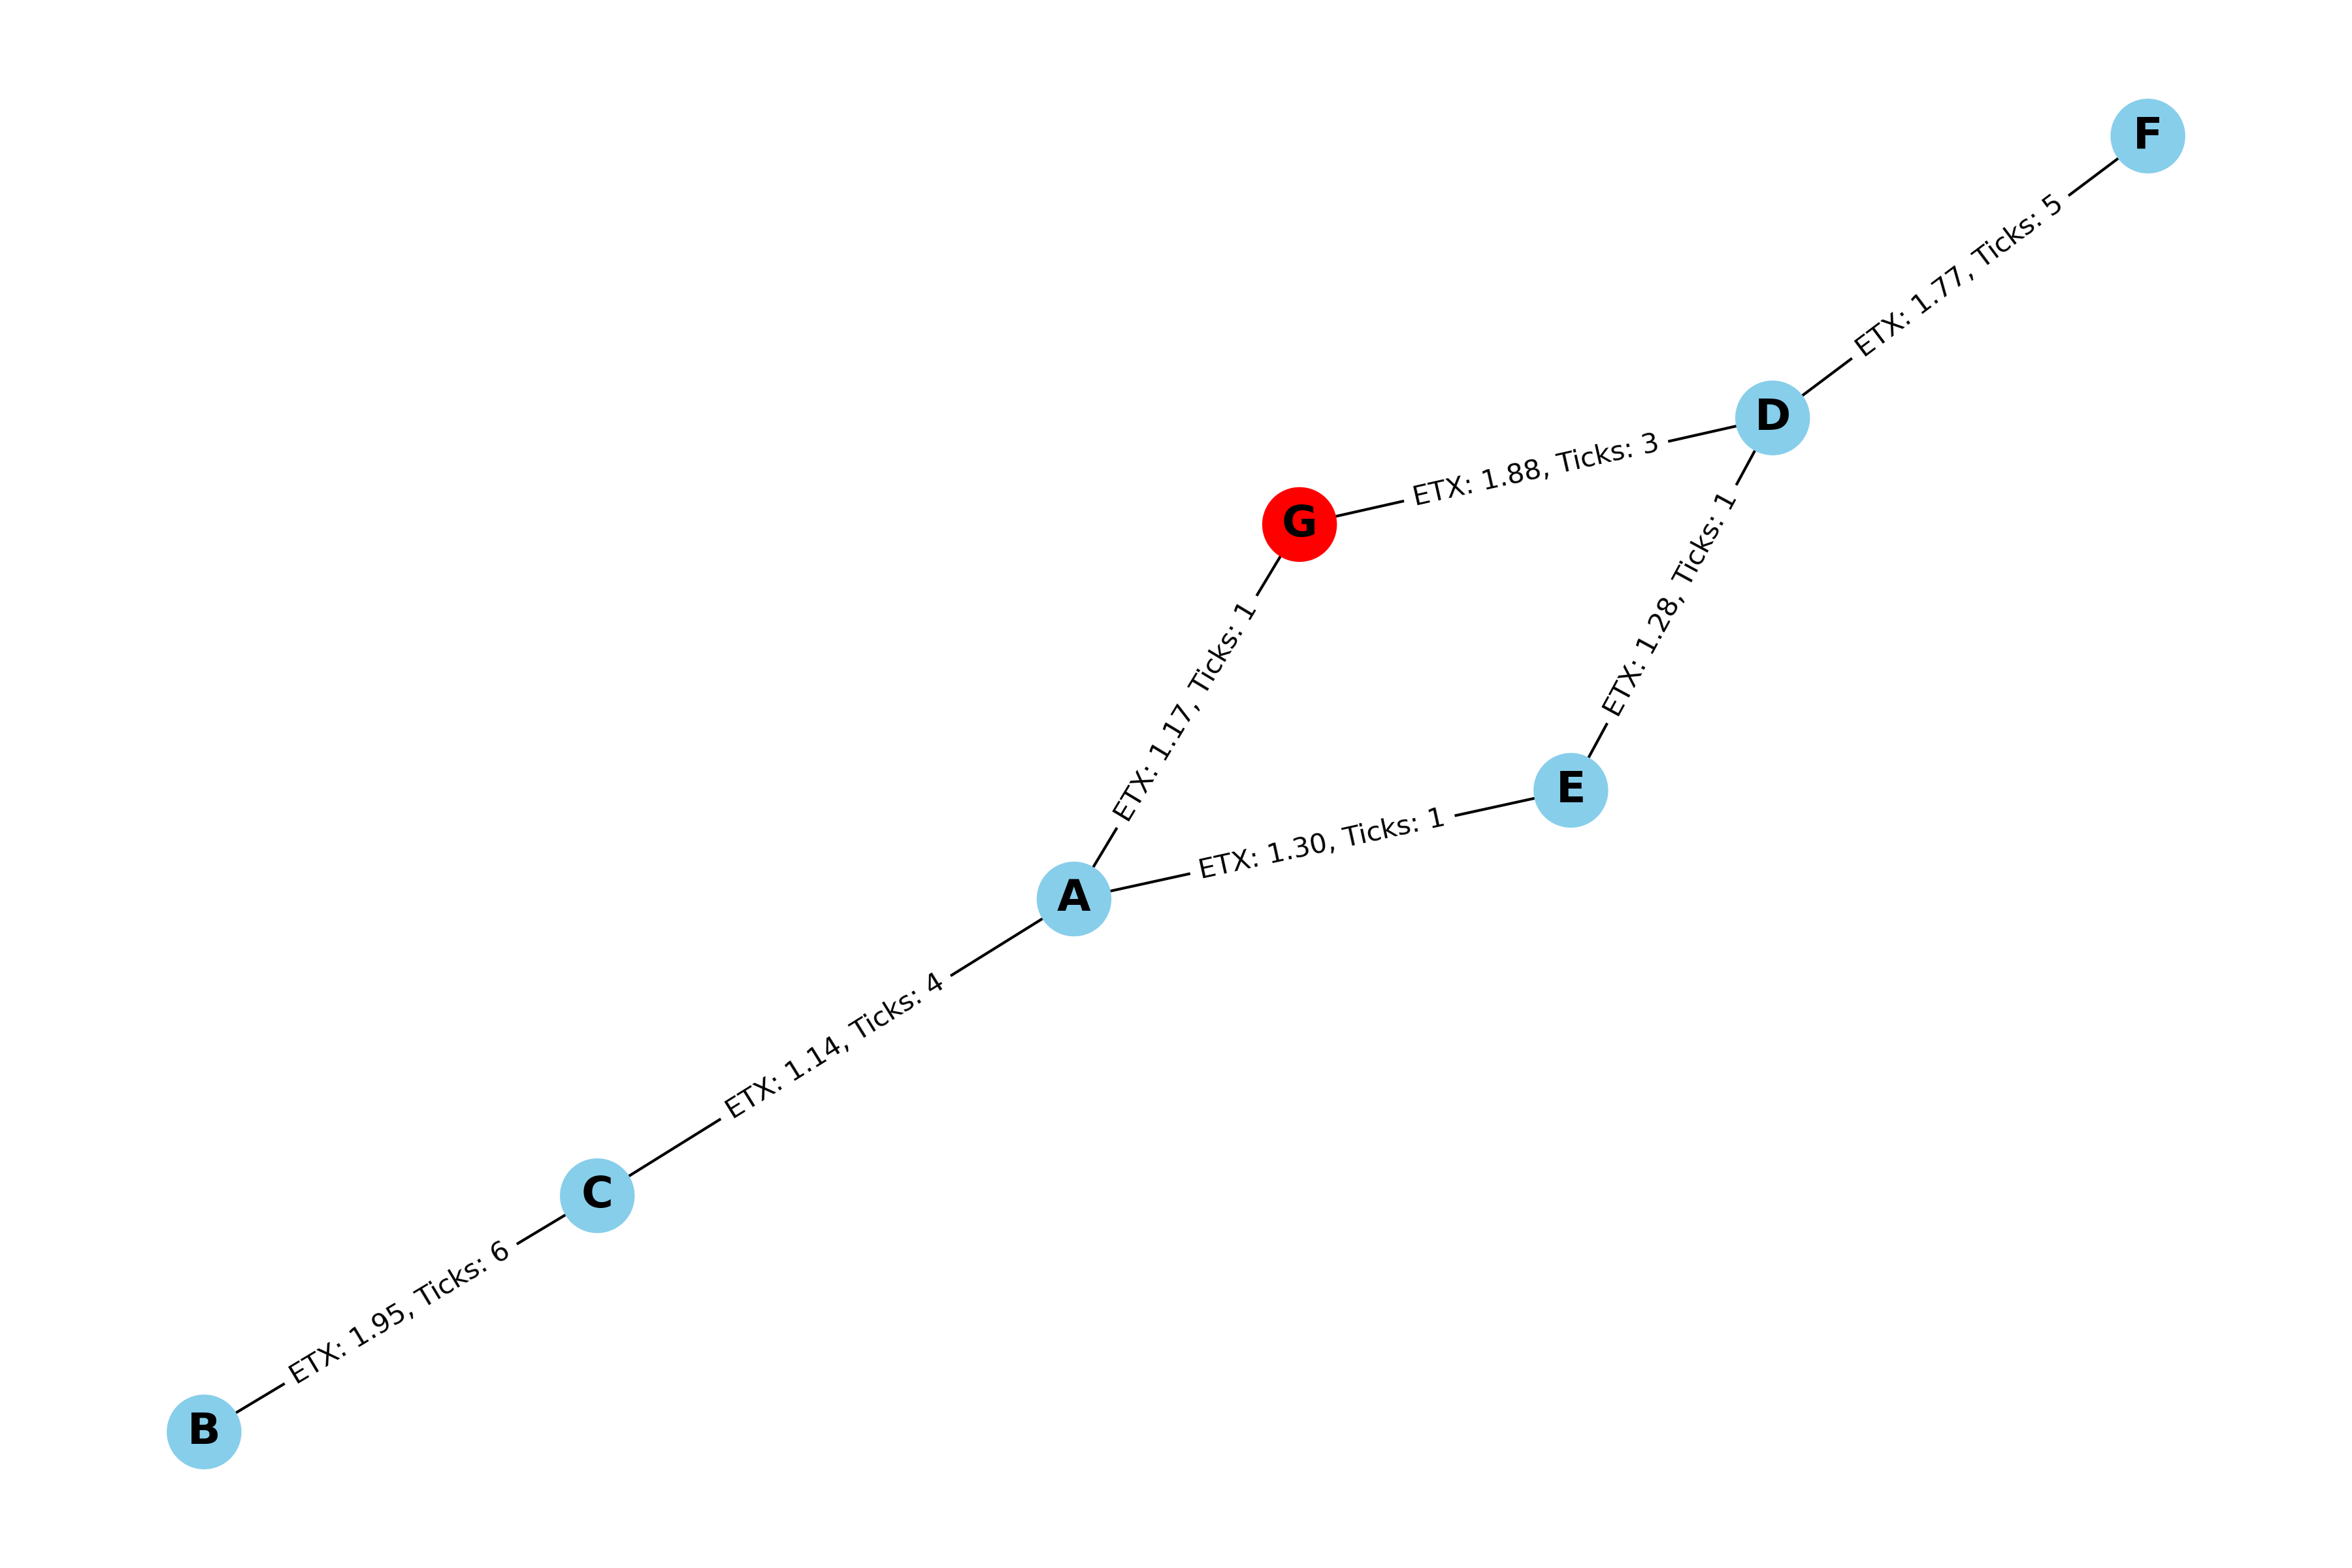 F
ETX: 1.77, Ticks: 5
D
ETX: 1.88, Ticks: 3
G
ETX: 1.28, Ticks: 1
ETX: 1.17, Ticks: 1
E
ETX: 1.30, Ticks: 1
A
ETX: 1.14, Ticks: 4
C
ETX: 1.95, Ticks: 6
B